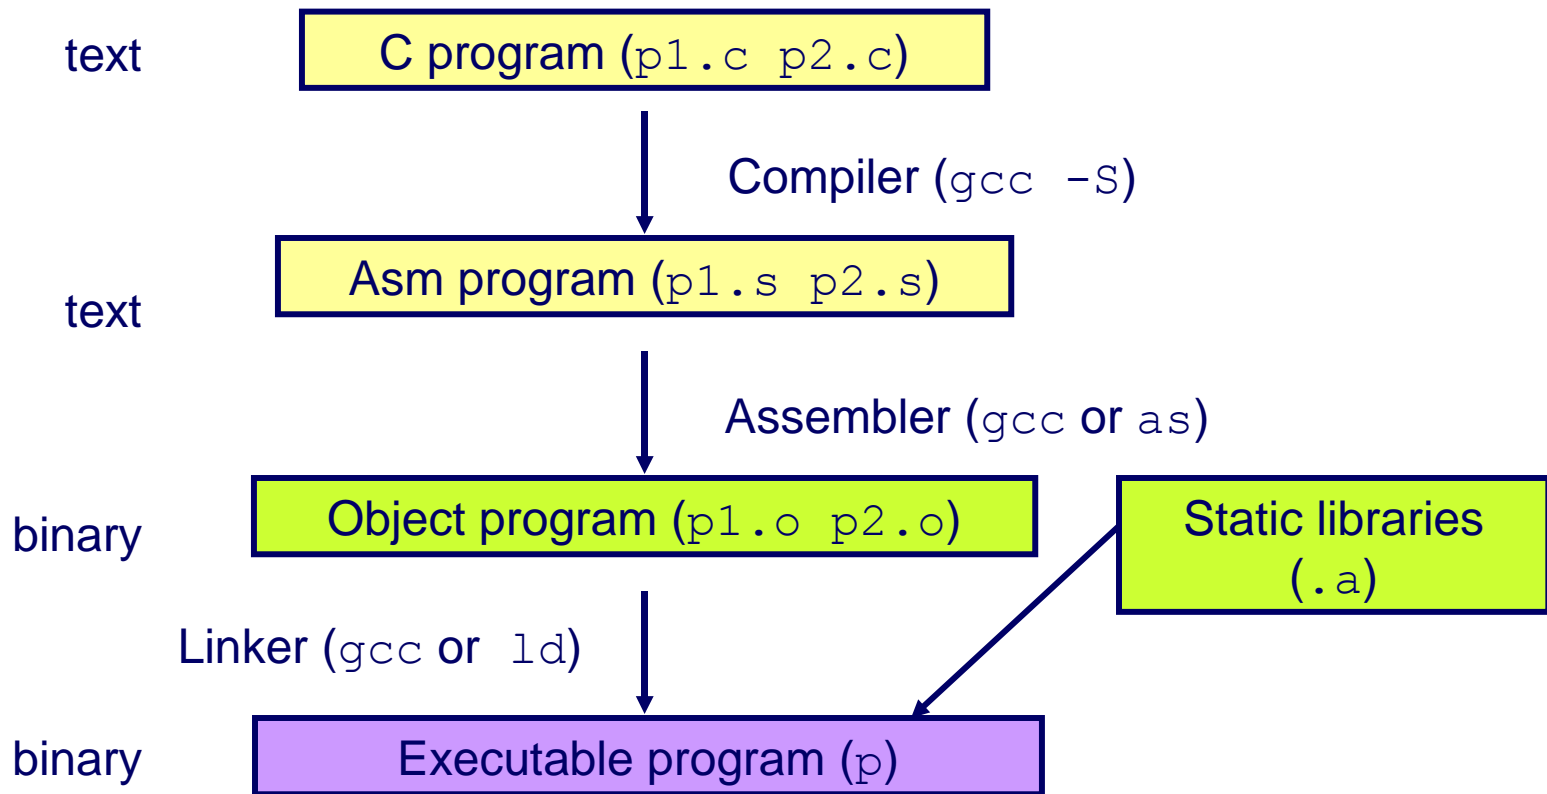 text
C program (p1.c p2.c)
Compiler (gcc -S)
text
Asm program (p1.s p2.s)
Assembler (gcc or as)
binary
Object program (p1.o p2.o)
Static libraries
(.a)
Linker (gcc or ld)
binary
Executable program (p)